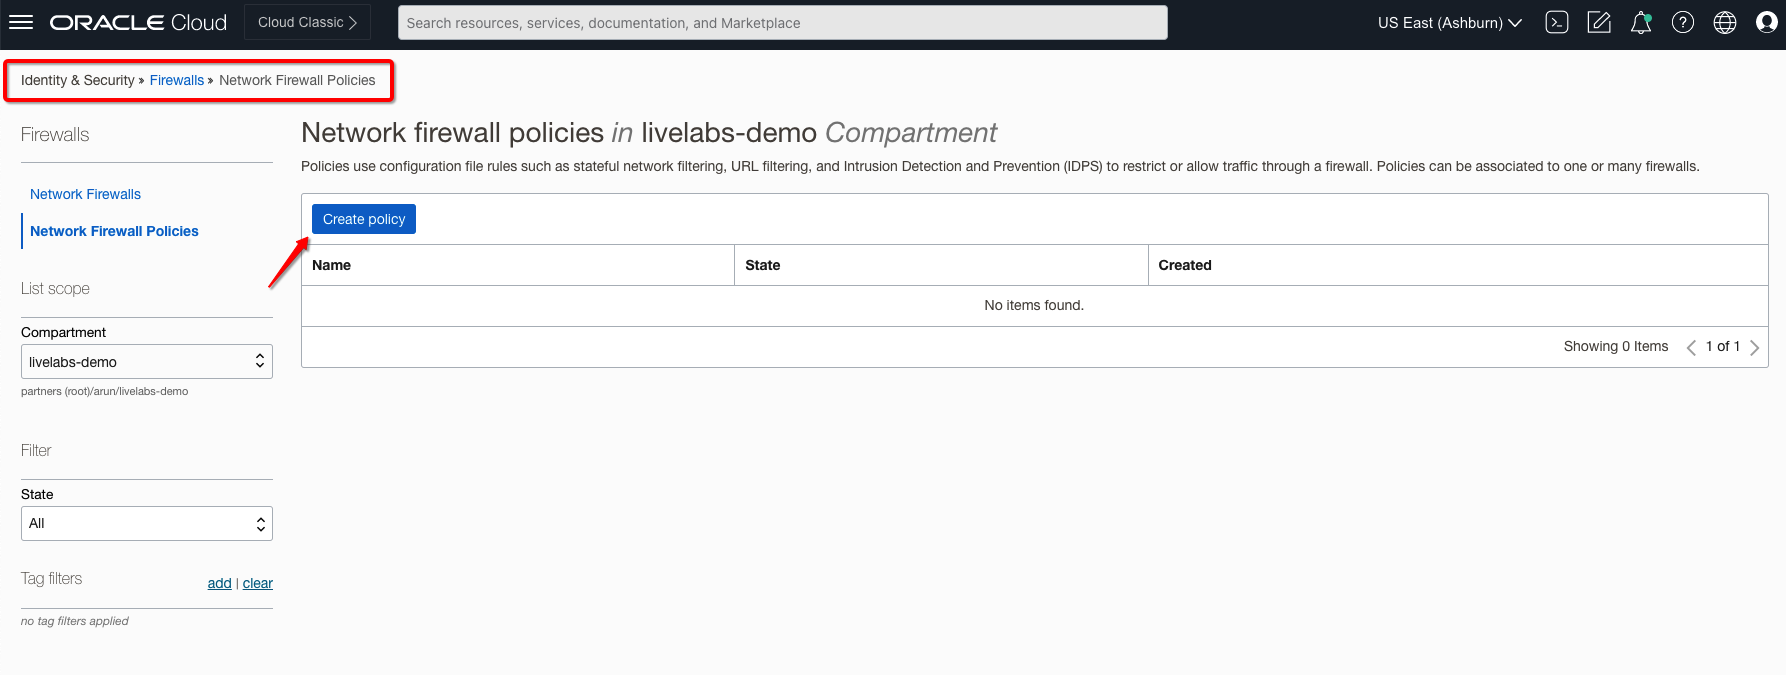 ORACLE Cloud
Cloud Classic
Search resources, services, documentation, and Marketplace
US East (Ashburn)
Identity & Security » Firewalls » Network Firewall Policies
Firewalls
Network Firewalls
Network Firewall Policies
List scope
Compartment
livelabs-demo
partners (root)/arun/livelabs-demo
Filter
State
All
Tag filters
add | clear
no tag filters applied
Network firewall policies in livelabs-demo Compartment
Policies use configuration file rules such as stateful network filtering, URL filtering, and Intrusion Detection and Prevention (IDPS) to restrict or allow traffic through a firewall. Policies can be associated to one or many firewalls.
Create policy
Name State Created
No items found.
Showing 0 Items 1 of 1